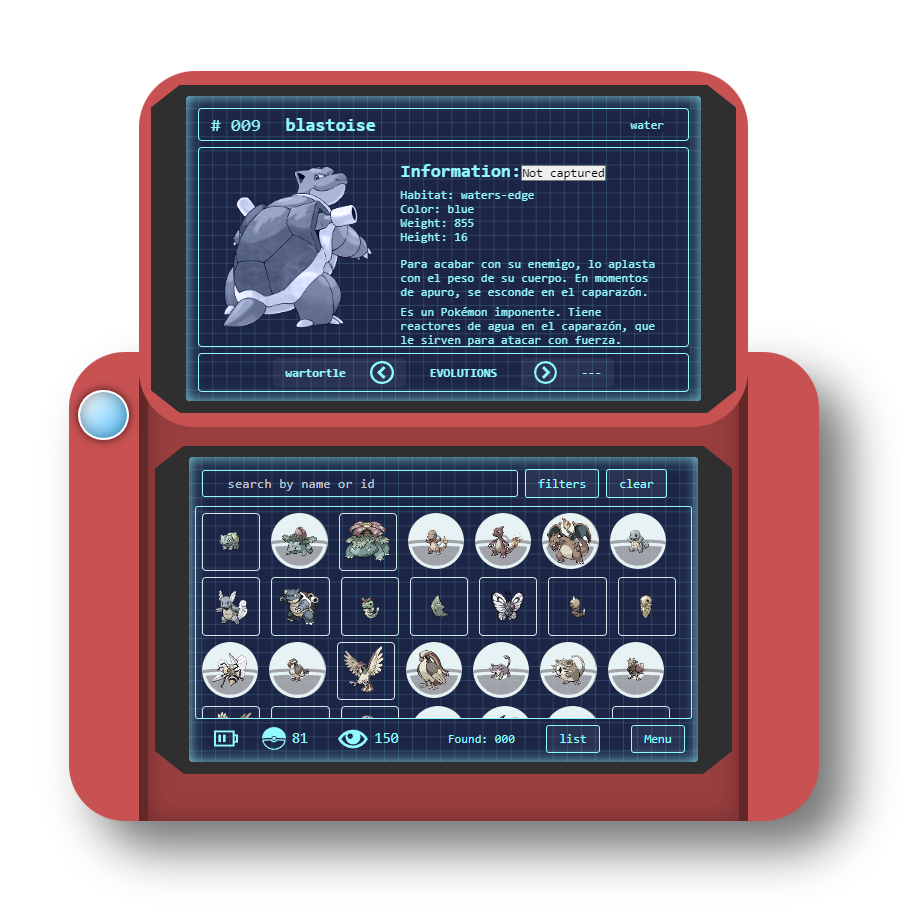 # 009 blastoise water
Information: Not captured
Habitat: waters-edge
Color: blue
Weight: 855
Height: 16
Para acabar con su enemigo, lo aplasta
con el peso de su cuerpo. En momentos
de apuro, se esconde en el caparazón.
Es un Pokémon imponente. Tiene
reactores de agua en el caparazón, que
le sirven para atacar con fuerza.
wartortle EVOLUTIONS ---
search by name or id filters clear
81 150 Found: 000 list Menu